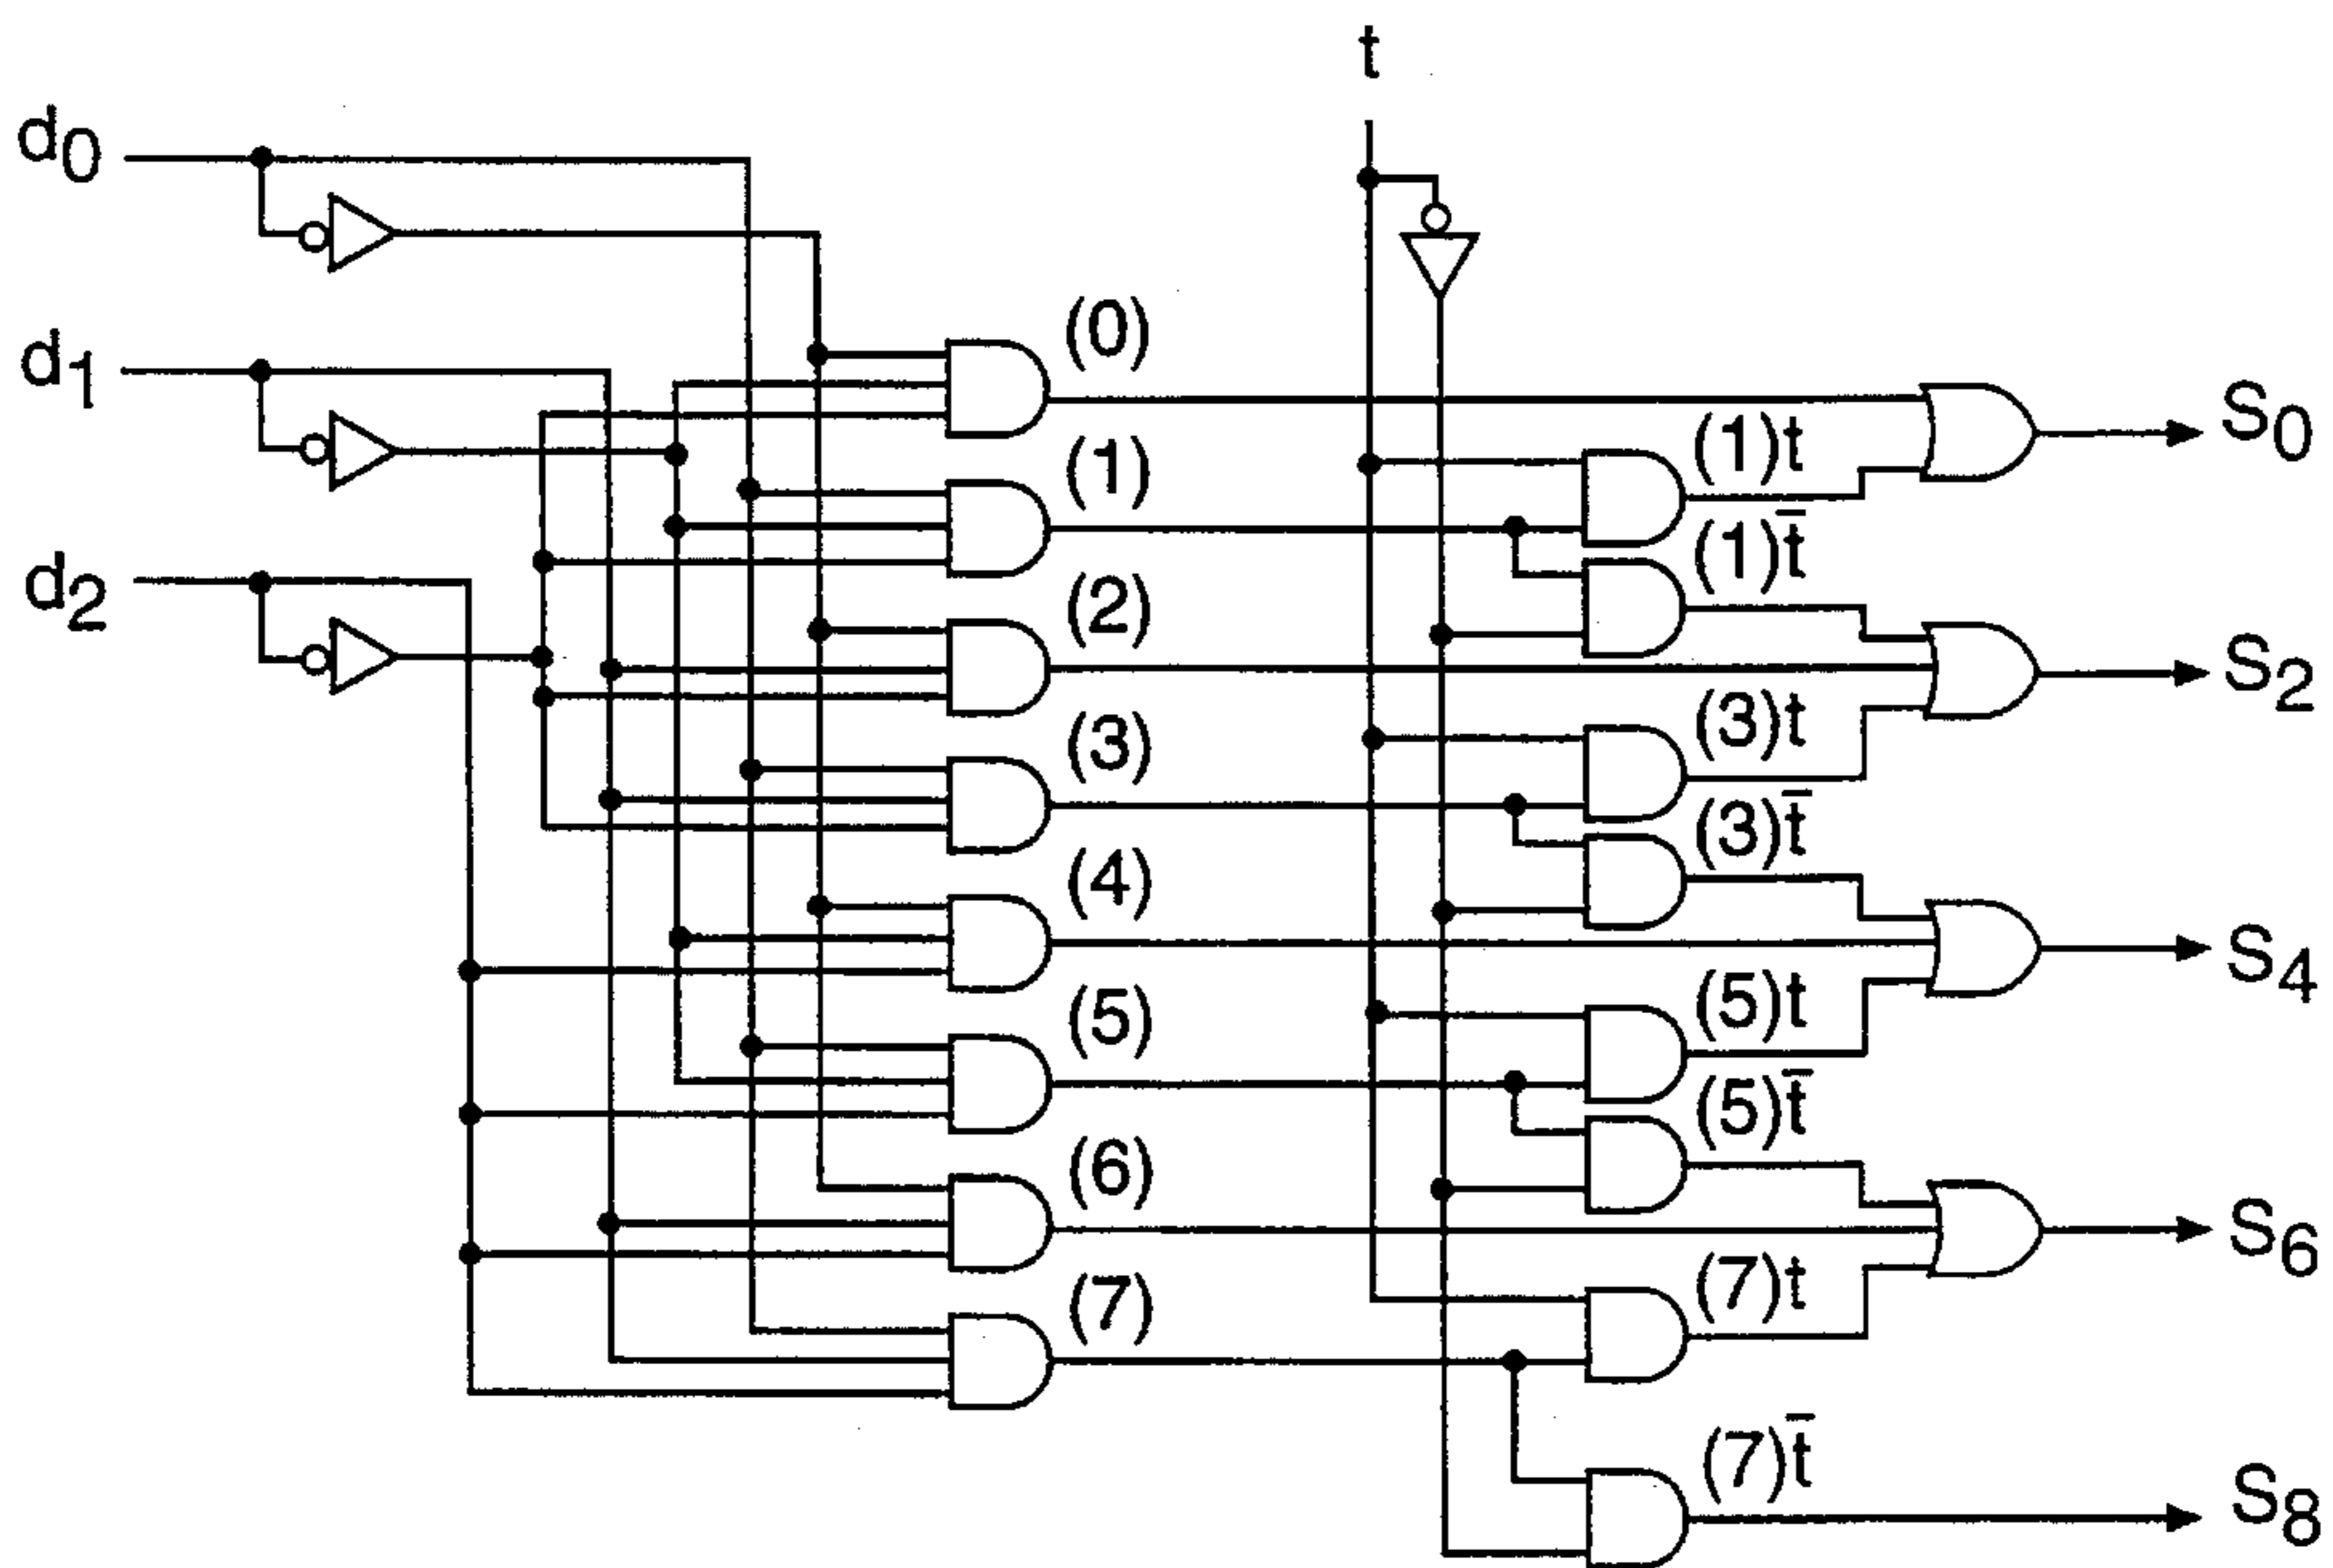 t
d0
d1
d2
(0)
(1)
(2)
(3)
(4)
(5)
(6)
(7)
(1)t
(1)t̄
(3)t
(3)t̄
(5)t
(5)t̄
(7)t
(7)t̄
S0
S2
S4
S6
S8